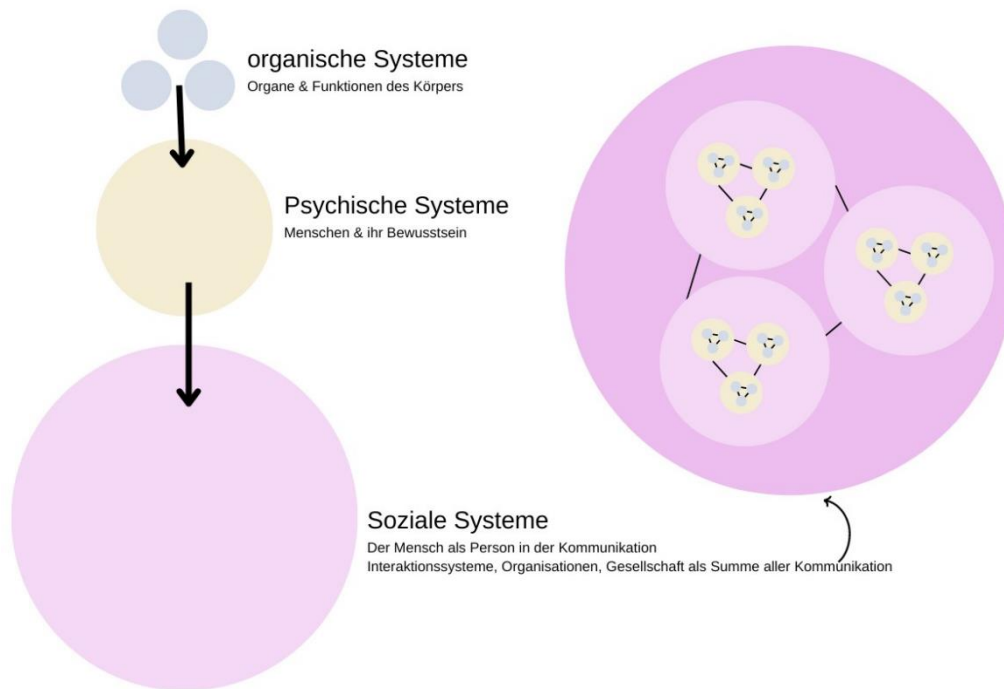 organische Systeme
Organe & Funktionen des Körpers
Psychische Systeme
Menschen & ihr Bewusstsein
Soziale Systeme
Der Mensch als Person in der Kommunikation
Interaktionssysteme, Organisationen, Gesellschaft als Summe aller Kommunikation